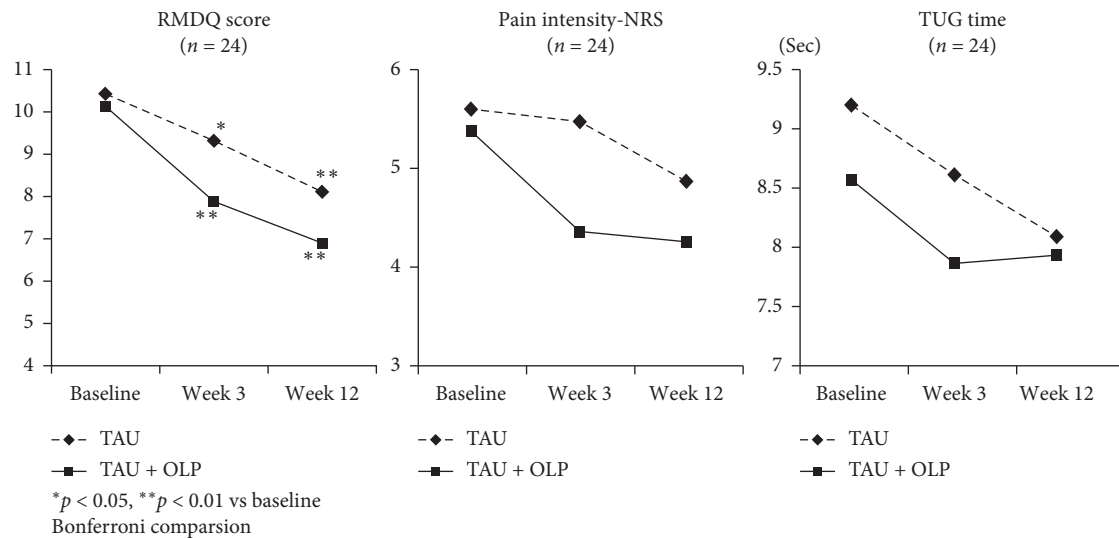 RMDQ score
(n = 24)
11
10
9
8
7
6
5
4
*
**
**
**
Baseline Week 3 Week 12
TAU
TAU + OLP
*p < 0.05, **p < 0.01 vs baseline
Bonferroni comparsion
Pain intensity-NRS
(n = 24)
6
5
4
3
Baseline Week 3 Week 12
TAU
TAU + OLP
TUG time
(Sec) (n = 24)
9.5
9
8.5
8
7.5
7
Baseline Week 3 Week 12
TAU
TAU + OLP